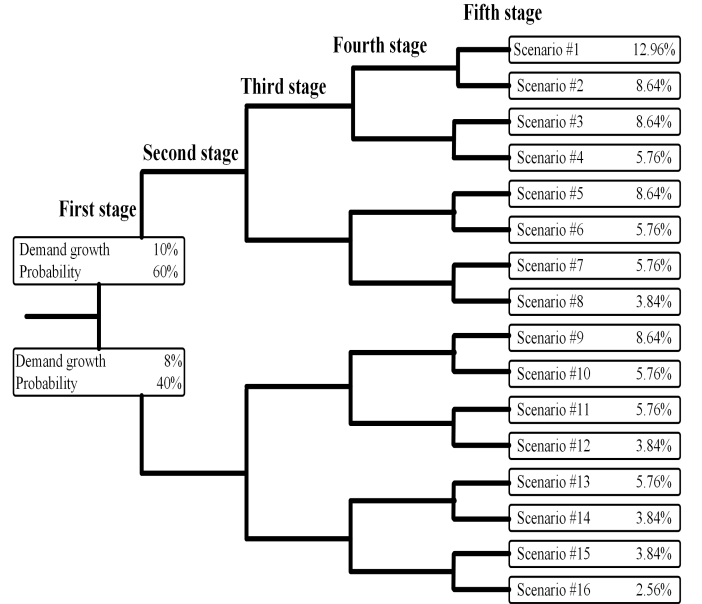 Fifth stage
Fourth stage
Third stage
Second stage
First stage
Demand growth 10%
Probability 60%
Demand growth 8%
Probability 40%
Scenario #1 12.96%
Scenario #2 8.64%
Scenario #3 8.64%
Scenario #4 5.76%
Scenario #5 8.64%
Scenario #6 5.76%
Scenario #7 5.76%
Scenario #8 3.84%
Scenario #9 8.64%
Scenario #10 5.76%
Scenario #11 5.76%
Scenario #12 3.84%
Scenario #13 5.76%
Scenario #14 3.84%
Scenario #15 3.84%
Scenario #16 2.56%